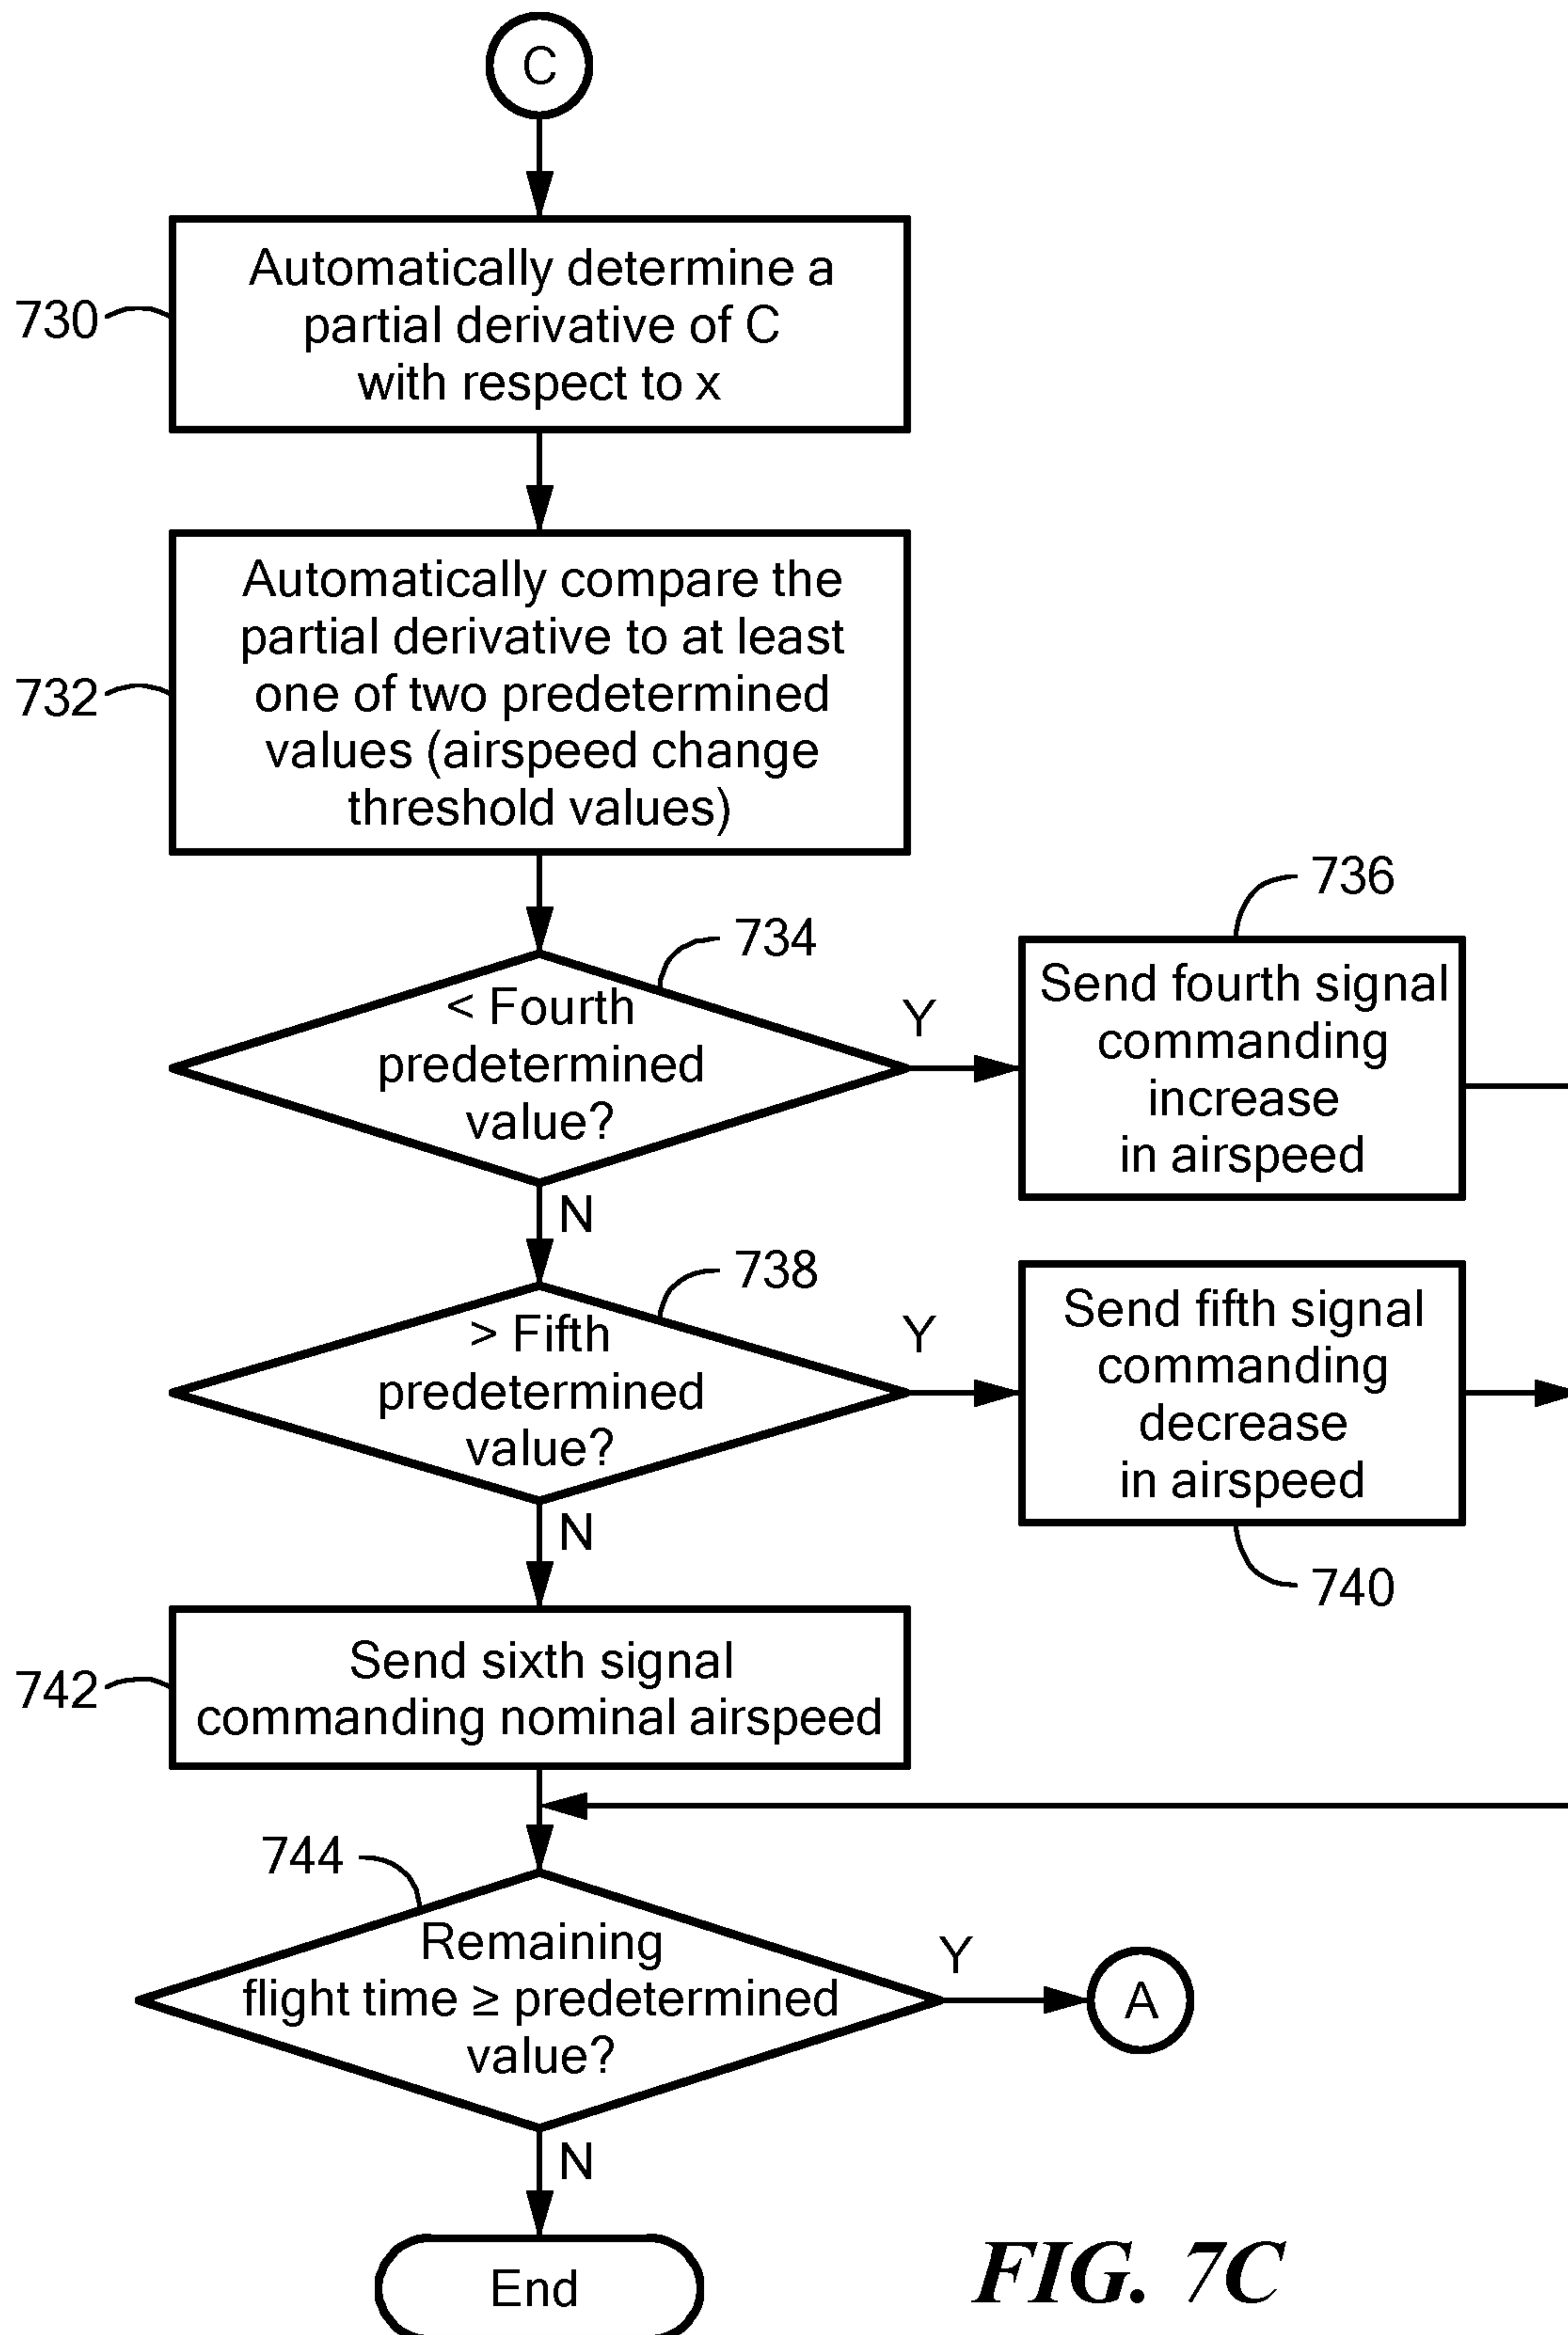 C
730
Automatically determine a
partial derivative of C
with respect to x
732
Automatically compare the
partial derivative to at least
one of two predetermined
values (airspeed change
threshold values)
734
< Fourth
predetermined
value?
Y
736
Send fourth signal
commanding
increase
in airspeed
N
738
> Fifth
predetermined
value?
Y
Send fifth signal
commanding
decrease
in airspeed
740
N
742
Send sixth signal
commanding nominal airspeed
744
Remaining
flight time ≥ predetermined
value?
Y
A
N
End
FIG. 7C